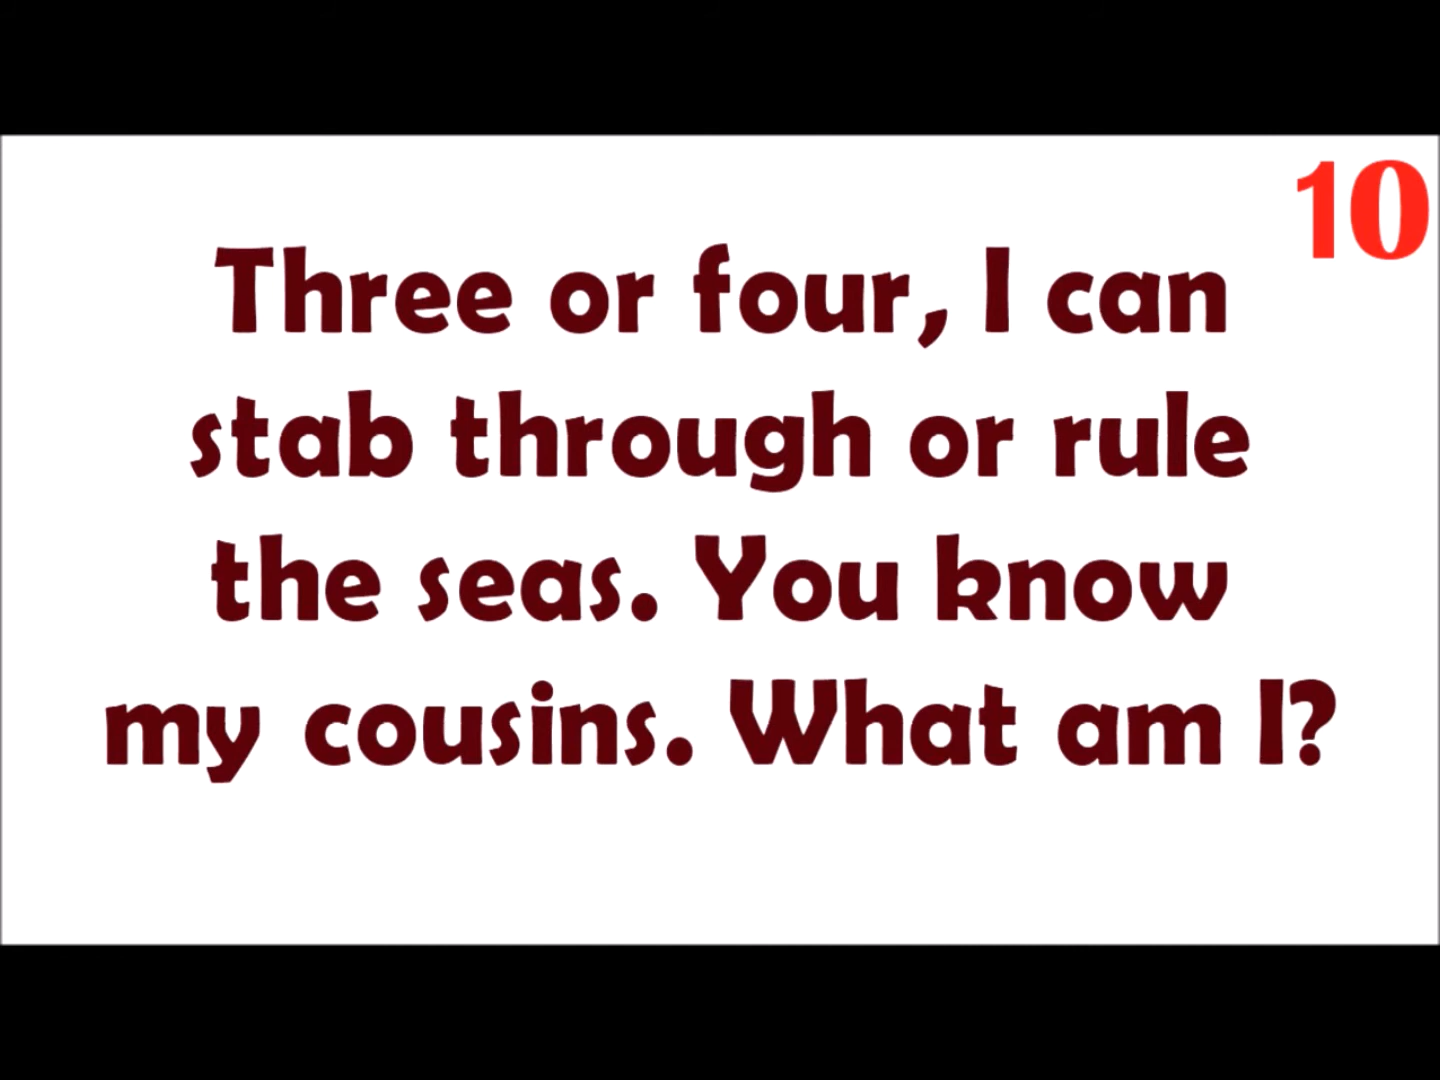 10
Three or four, I can
stab through or rule
the seas. You know
my cousins. What am I?